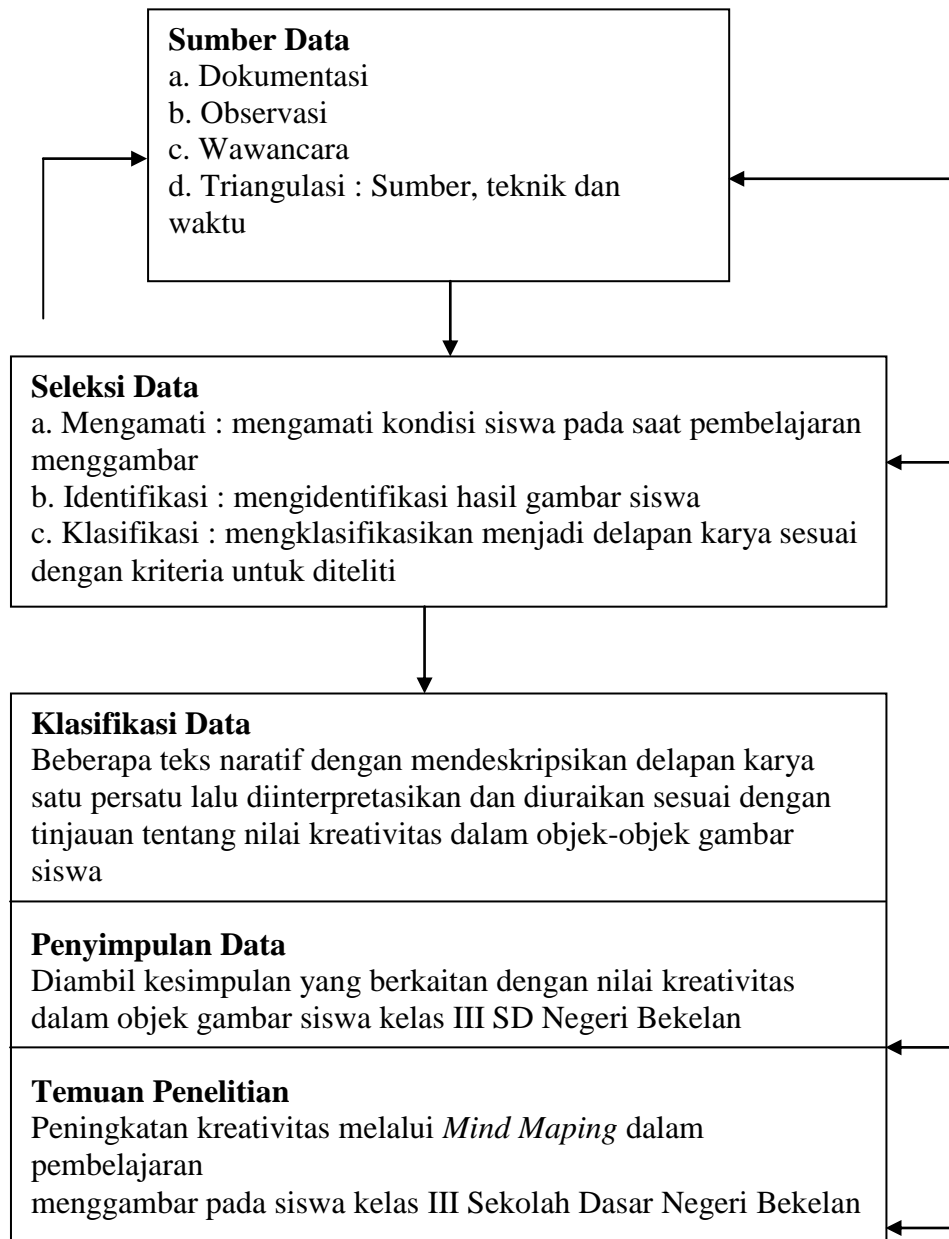 Sumber Data
a. Dokumentasi
b. Observasi
c. Wawancara
d. Triangulasi : Sumber, teknik dan
waktu
Seleksi Data
a. Mengamati : mengamati kondisi siswa pada saat pembelajaran
menggambar
b. Identifikasi : mengidentifikasi hasil gambar siswa
c. Klasifikasi : mengklasifikasikan menjadi delapan karya sesuai
dengan kriteria untuk diteliti
Klasifikasi Data
Beberapa teks naratif dengan mendeskripsikan delapan karya
satu persatu lalu diinterpretasikan dan diuraikan sesuai dengan
tinjauan tentang nilai kreativitas dalam objek-objek gambar
siswa
Penyimpulan Data
Diambil kesimpulan yang berkaitan dengan nilai kreativitas
dalam objek gambar siswa kelas III SD Negeri Bekelan
Temuan Penelitian
Peningkatan kreativitas melalui Mind Maping dalam
pembelajaran
menggambar pada siswa kelas III Sekolah Dasar Negeri Bekelan